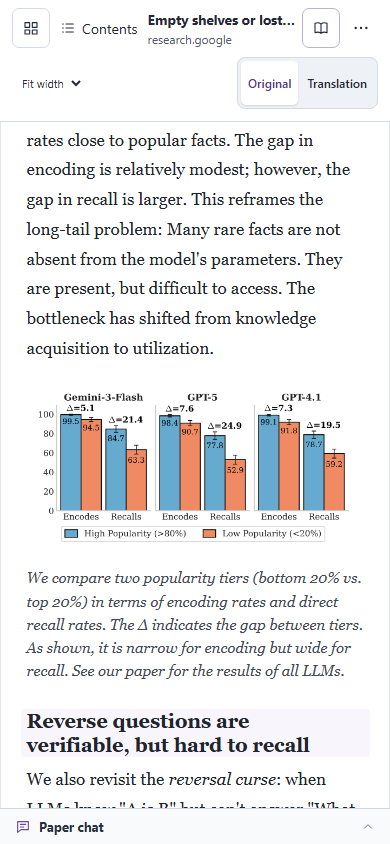 Contents
Empty shelves or lost...
research.google
Fit width
Original
Translation
rates close to popular facts. The gap in
encoding is relatively modest; however, the
gap in recall is larger. This reframes the
long-tail problem: Many rare facts are not
absent from the model's parameters. They
are present, but difficult to access. The
bottleneck has shifted from knowledge
acquisition to utilization.
Gemini-3-Flash
GPT-5
GPT-4.1
Δ=5.1
Δ=21.4
Δ=7.6
Δ=24.9
Δ=7.3
Δ=19.5
100
80
60
40
20
0
99.5
94.5
84.7
63.3
98.4
90.7
77.8
52.9
99.1
91.8
78.7
59.2
Encodes Recalls
Encodes Recalls
Encodes Recalls
High Popularity (>80%)
Low Popularity (<20%)
We compare two popularity tiers (bottom 20% vs.
top 20%) in terms of encoding rates and direct
recall rates. The Δ indicates the gap between tiers.
As shown, it is narrow for encoding but wide for
recall. See our paper for the results of all LLMs.
Reverse questions are
verifiable, but hard to recall
We also revisit the reversal curse: when
LLMs know "A is B" but can't answer "What
Paper chat